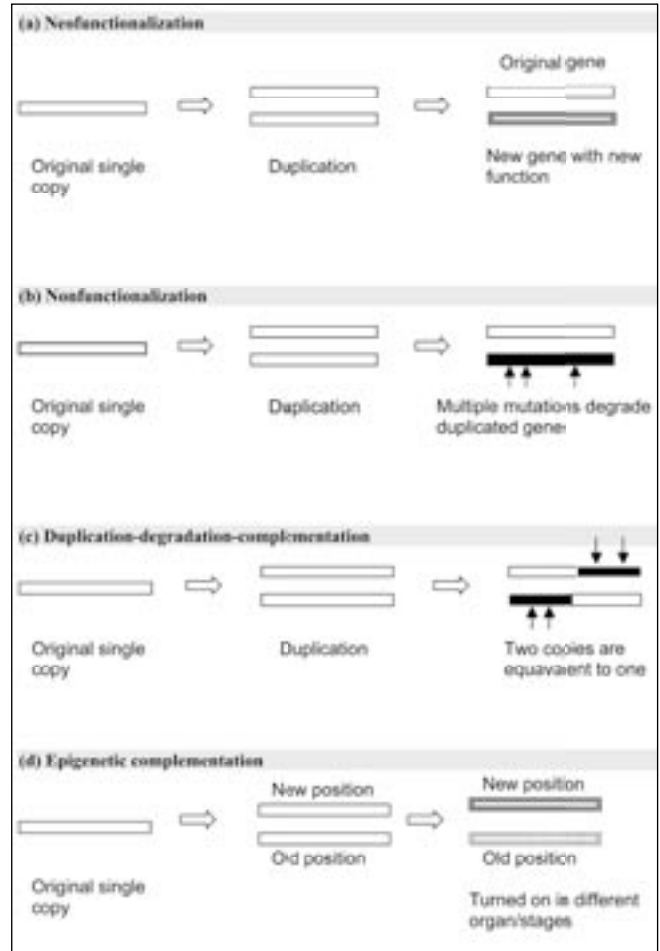 (a) Neofunctionalization
Original gene
Original single
copy
Duplication
New gene with new
function
(b) Nonfunctionalization
Original single
copy
Duplication
Multiple mutations degrade
duplicated gene
(c) Duplication-degradation-complementation
Original single
copy
Duplication
Two copies are
equavalent to one
(d) Epigenetic complementation
New position
New position
Old position
Old position
Original single
copy
Turned on in different
organ/stages